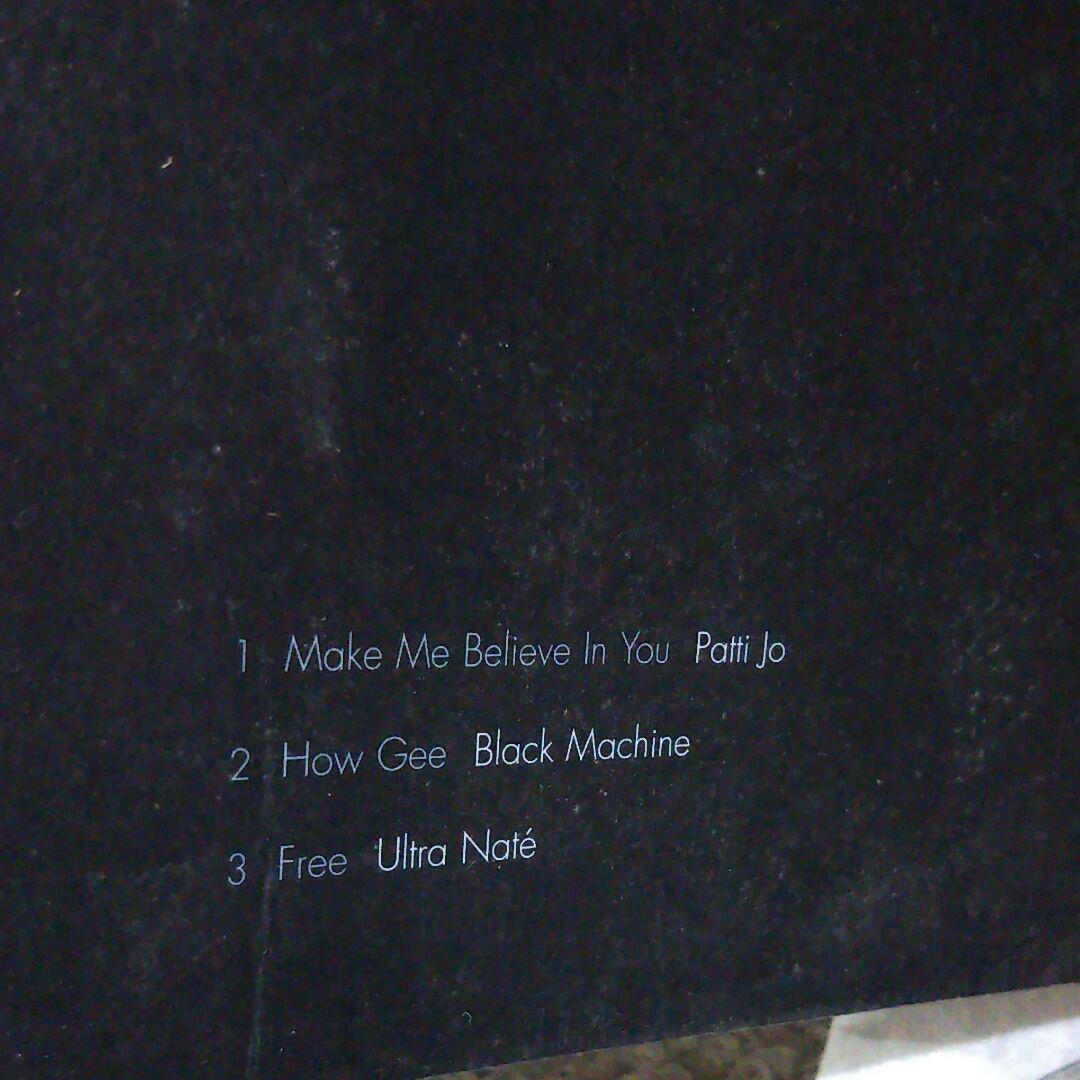 1 Make Me Believe In You Patti Jo
2 How Gee Black Machine
3 Free Ultra Naté